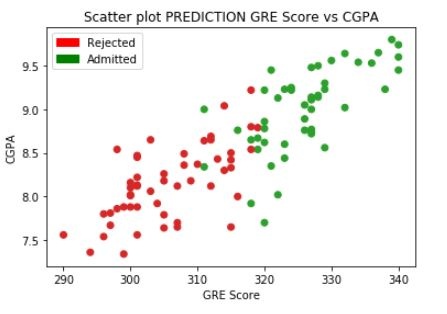 Scatter plot PREDICTION GRE Score vs CGPA
Rejected
Admitted
9.5
9.0
8.5
8.0
7.5
CGPA
290 300 310 320 330 340
GRE Score